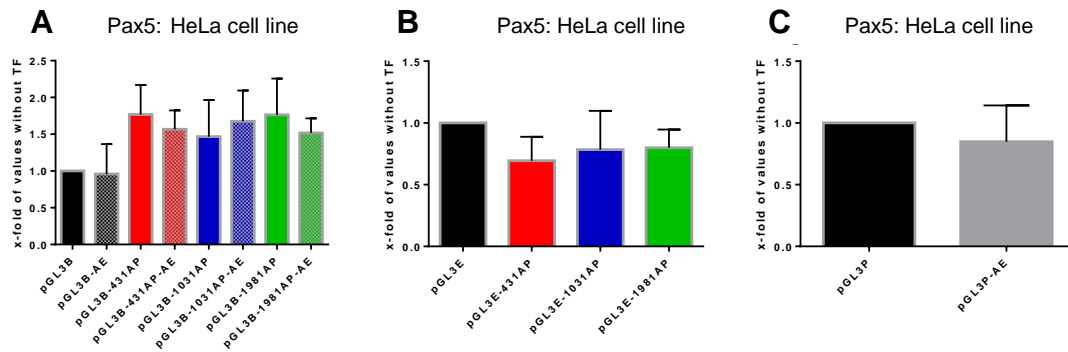 A
Pax5: HeLa cell line
x-fold of values without TF
2.5
2.0
1.5
1.0
0.5
0.0
pGL3B
pGL3B-AE
pGL3B-431AP
pGL3B-431AP-AE
pGL3B-1031AP
pGL3B-1031AP-AE
pGL3B-1981AP
pGL3B-1981AP-AE
B
Pax5: HeLa cell line
x-fold of values without TF
1.5
1.0
0.5
0.0
pGL3E
pGL3E-431AP
pGL3E-1031AP
pGL3E-1981AP
C
Pax5: HeLa cell line
x-fold of values without TF
1.5
1.0
0.5
0.0
pGL3P
pGL3P-AE